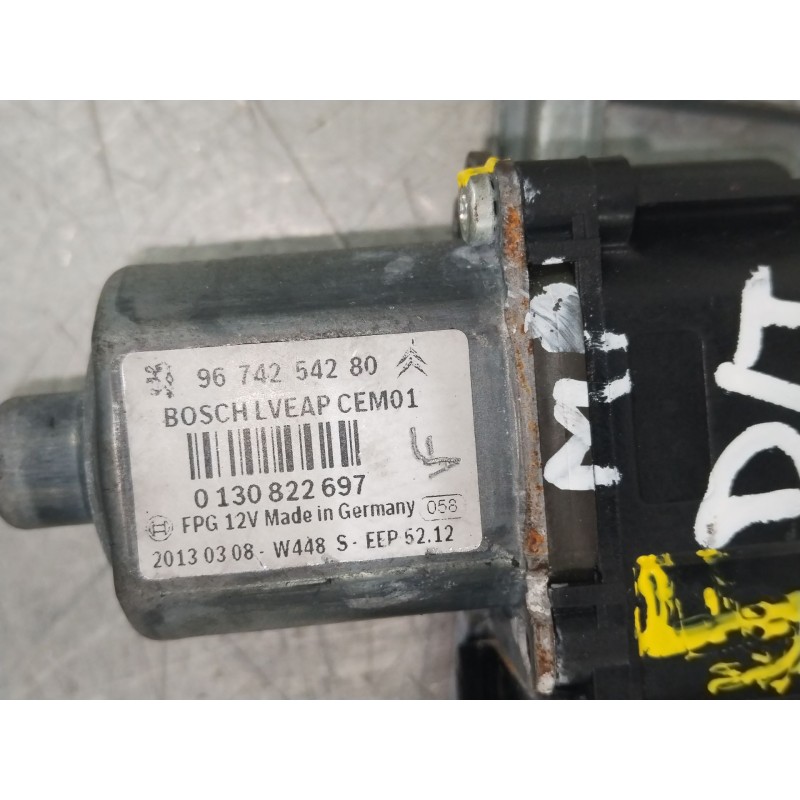 96 742 542 80
BOSCH LVEAP CEM01
0 130 822 697
FPG 12V Made in Germany 058
2013 03 08 - W448 S - EEP 52.12
MP
D/T